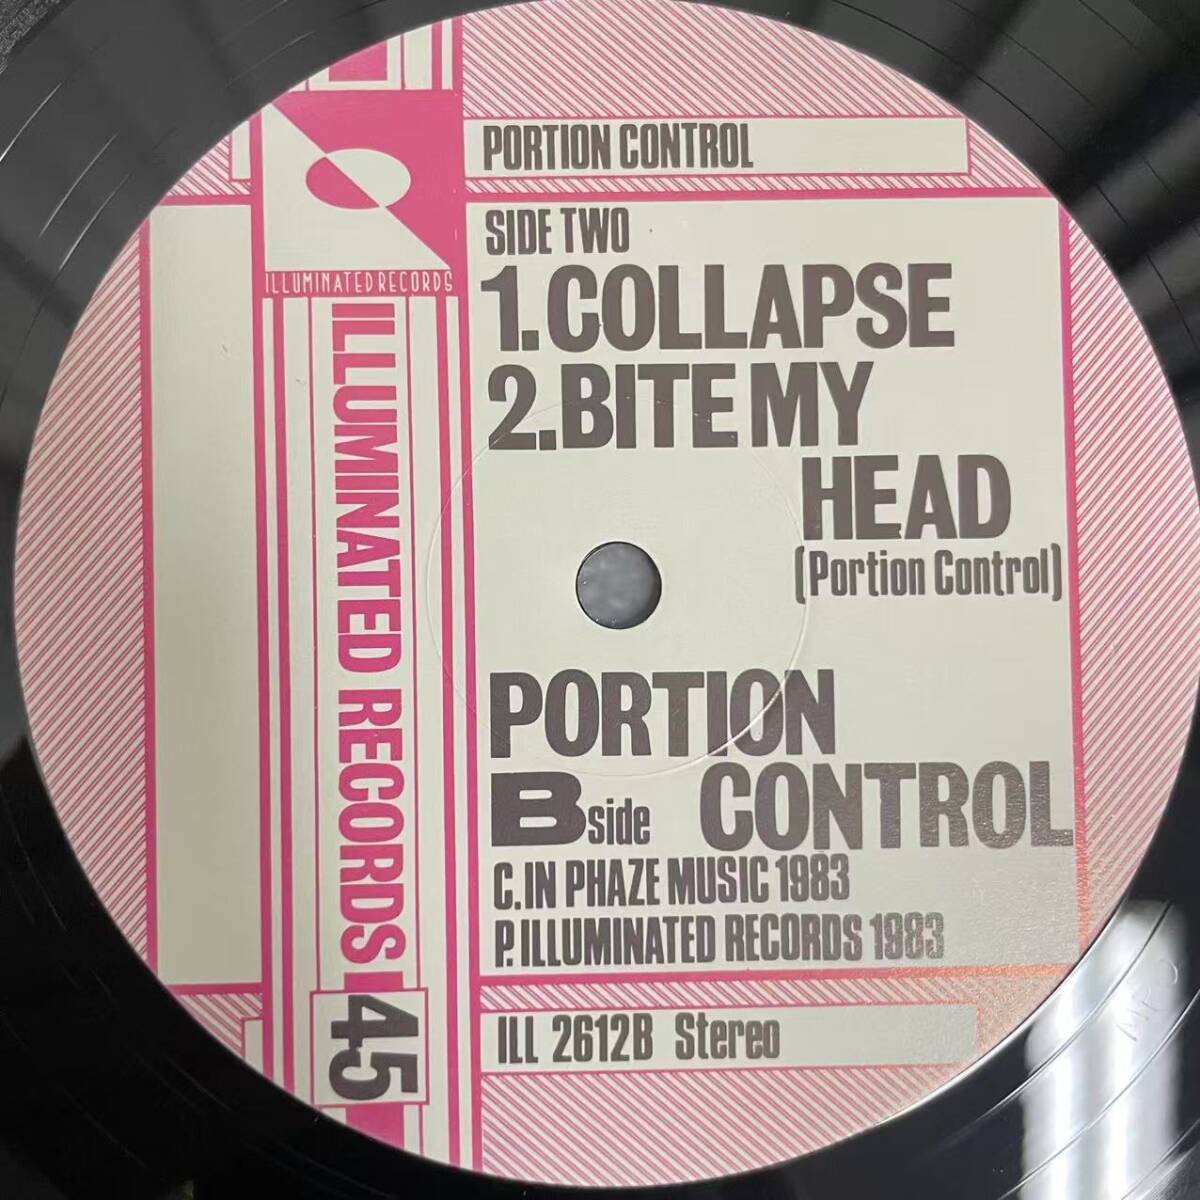 PORTION CONTROL
SIDE TWO
1.COLLAPSE
2.BITE MY
HEAD
(Portion Control)
PORTION
B side CONTROL
C.IN PHAZE MUSIC 1983
P.ILLUMINATED RECORDS 1983
ILL 2612B Stereo
ILLUMINATED RECORDS
ILLUMINATED RECORDS
45